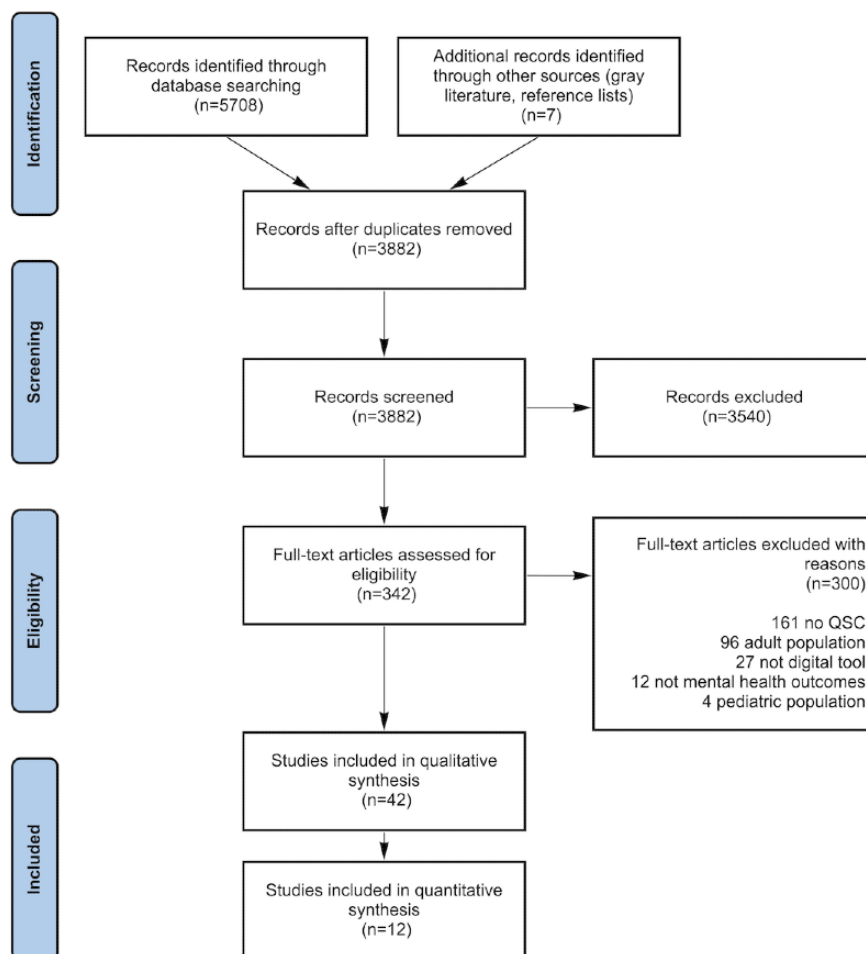 Identification
Records identified through
database searching
(n=5708)
Additional records identified
through other sources (gray
literature, reference lists)
(n=7)
Records after duplicates removed
(n=3882)
Screening
Records screened
(n=3882)
Records excluded
(n=3540)
Eligibility
Full-text articles assessed for
eligibility
(n=342)
Full-text articles excluded with
reasons
(n=300)
161 no QSC
96 adult population
27 not digital tool
12 not mental health outcomes
4 pediatric population
Included
Studies included in qualitative
synthesis
(n=42)
Studies included in quantitative
synthesis
(n=12)